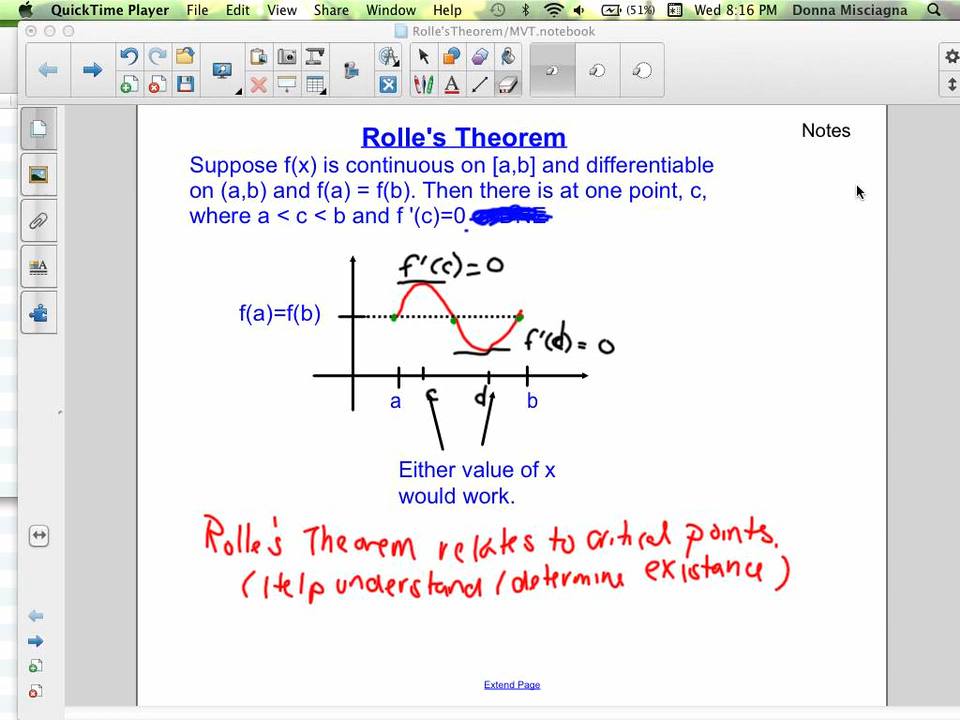 QuickTime Player File Edit View Share Window Help (51%) Wed 8:16 PM Donna Misciagna
Rolle'sTheorem/MVT.notebook
Notes
Rolle's Theorem
Suppose f(x) is continuous on [a,b] and differentiable
on (a,b) and f(a) = f(b). Then there is at one point, c,
where a < c < b and f '(c)=0
f'(c)=0
f(a)=f(b)
f'(d)=0
c d
a b
Either value of x
would work.
Rolle's Theorem relates to critical points.
(Help understand/determine existance)
Extend Page